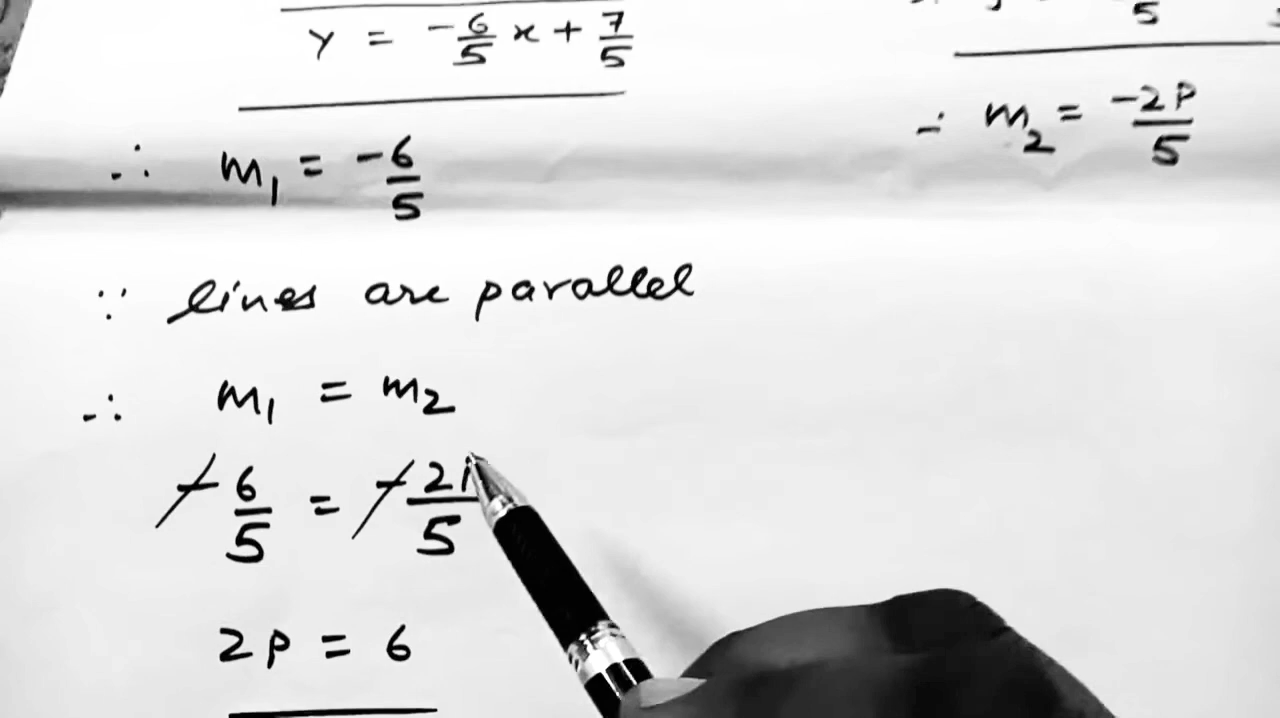 y = -6/5 x + 7/5
∴ m₁ = -6/5
∴ m₂ = -2P/5
∵ lines are parallel
∴ m₁ = m₂
-6/5 = -2P/5
2P = 6